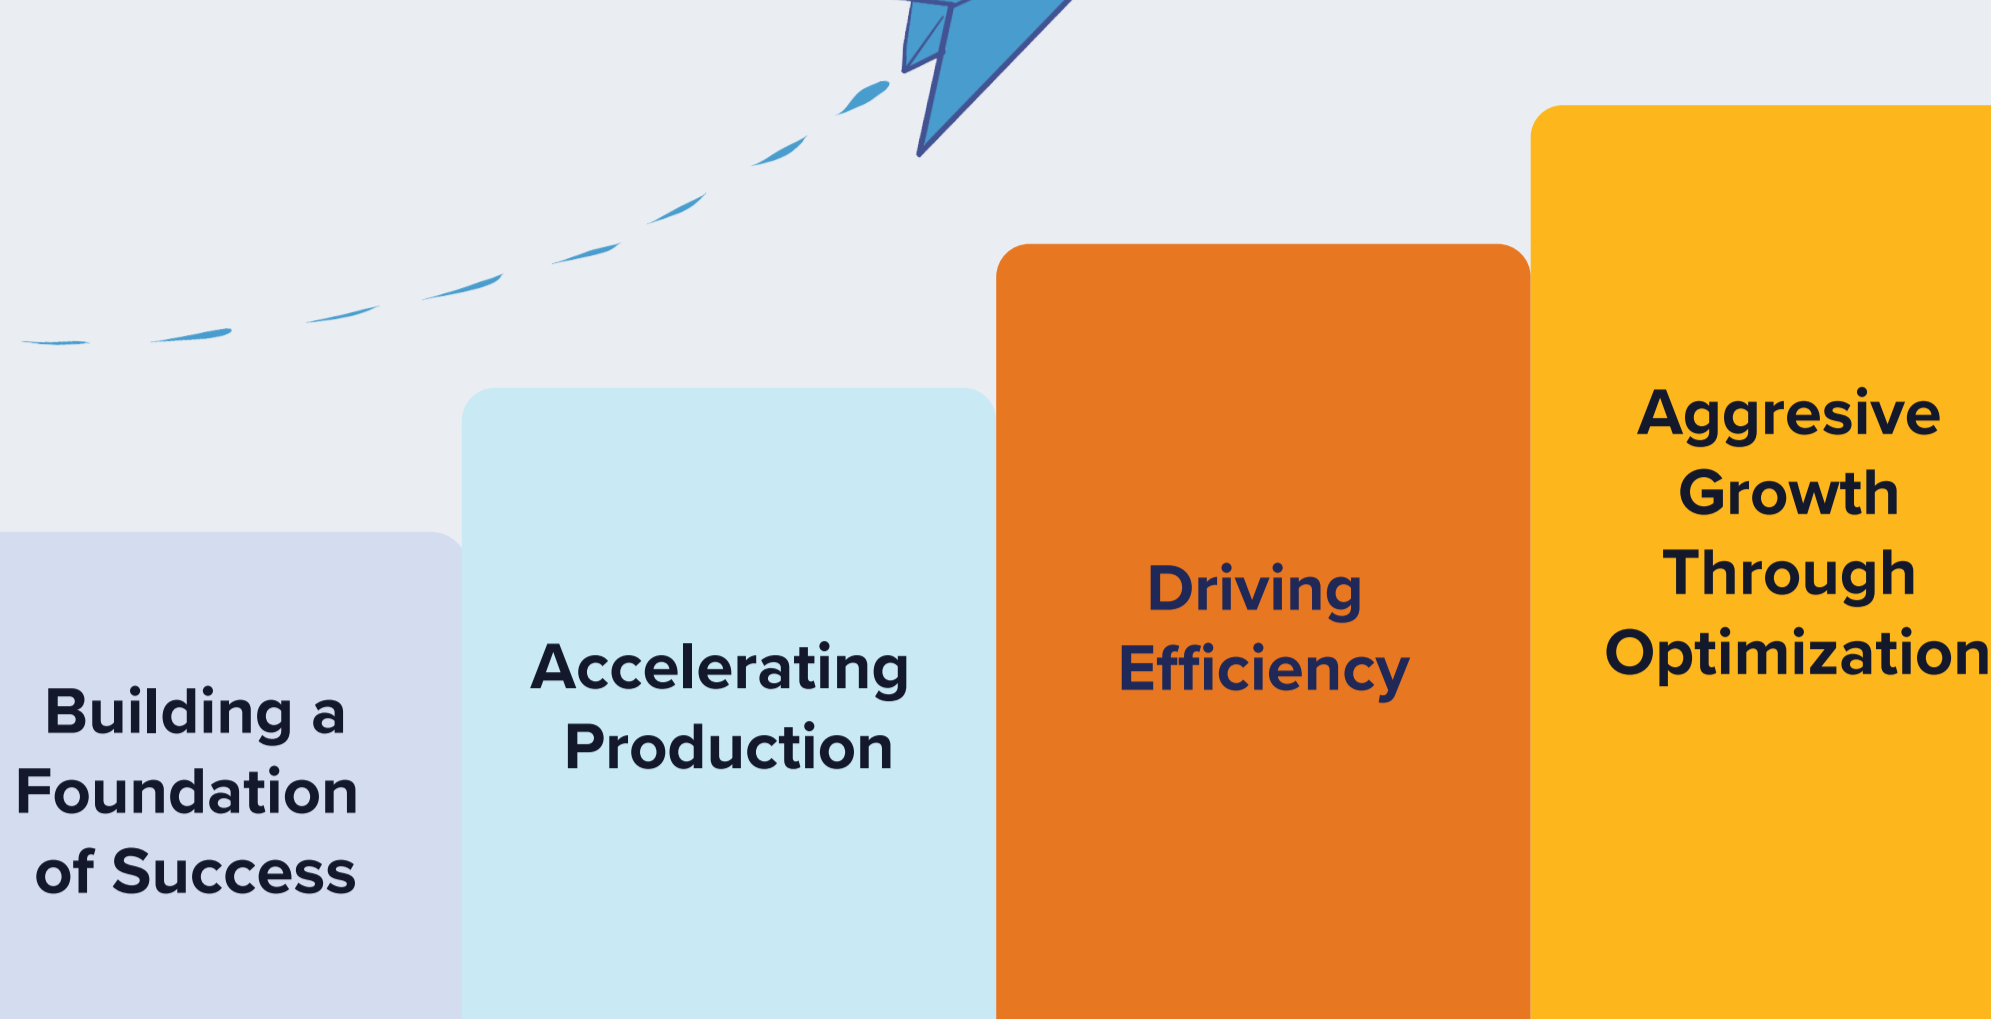 Building a
Foundation
of Success
Accelerating
Production
Driving
Efficiency
Aggresive
Growth
Through
Optimization